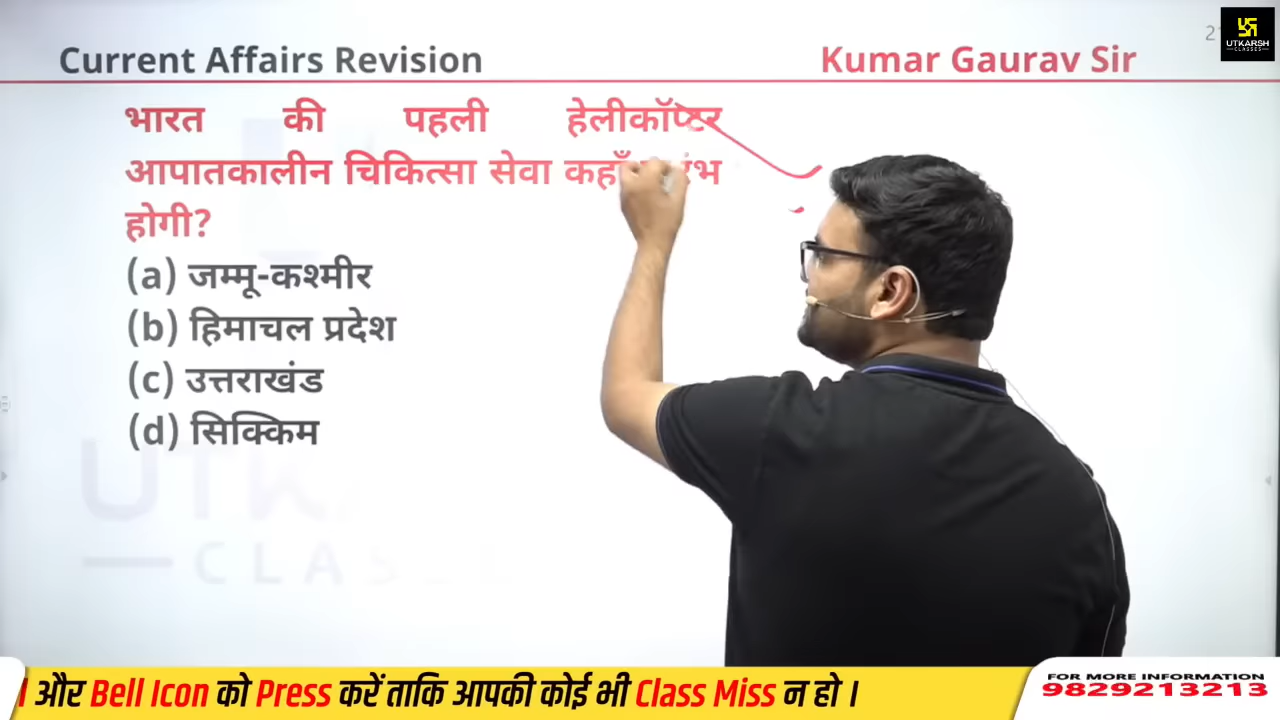 UTKARSH
CLASSES
Current Affairs Revision
Kumar Gaurav Sir
भारत की पहली हेलीकॉप्टर
आपातकालीन चिकित्सा सेवा
होगी?
(a) जम्मू-कश्मीर
(b) हिमाचल प्रदेश
(c) उत्तराखंड
(d) सिक्किम
और Bell Icon को Press करें ताकि आपकी कोई भी Class Miss न हो ।
FOR MORE INFORMATION
9829213213